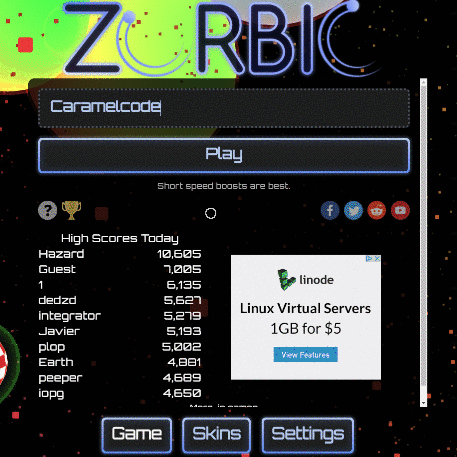 ZORBIO
Caramelcode
Play
Short speed boosts are best.
?
High Scores Today
Hazard 10,605
Guest 7,005
1 6,135
dedzd 5,627
integrator 5,279
Javier 5,193
plop 5,002
Earth 4,881
peeper 4,689
iopg 4,650
linode
Linux Virtual Servers
1GB for $5
View Features
Game
Skins
Settings